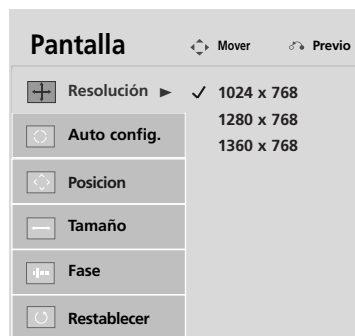 Pantalla
Mover
Previo
Resolución
1024 x 768
1280 x 768
1360 x 768
Auto config.
Posicion
Tamaño
Fase
Restablecer